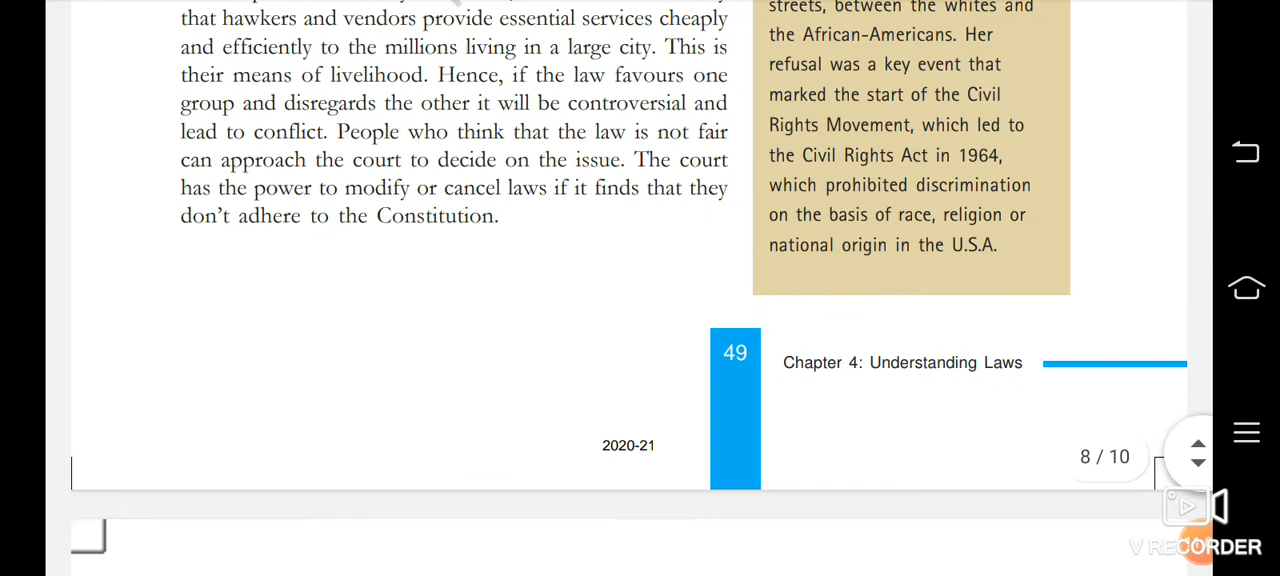 that hawkers and vendors provide essential services cheaply
and efficiently to the millions living in a large city. This is
their means of livelihood. Hence, if the law favours one
group and disregards the other it will be controversial and
lead to conflict. People who think that the law is not fair
can approach the court to decide on the issue. The court
has the power to modify or cancel laws if it finds that they
don't adhere to the Constitution.
streets, between the whites and
the African-Americans. Her
refusal was a key event that
marked the start of the Civil
Rights Movement, which led to
the Civil Rights Act in 1964,
which prohibited discrimination
on the basis of race, religion or
national origin in the U.S.A.
49
Chapter 4: Understanding Laws
2020-21
8 / 10
V RECORDER